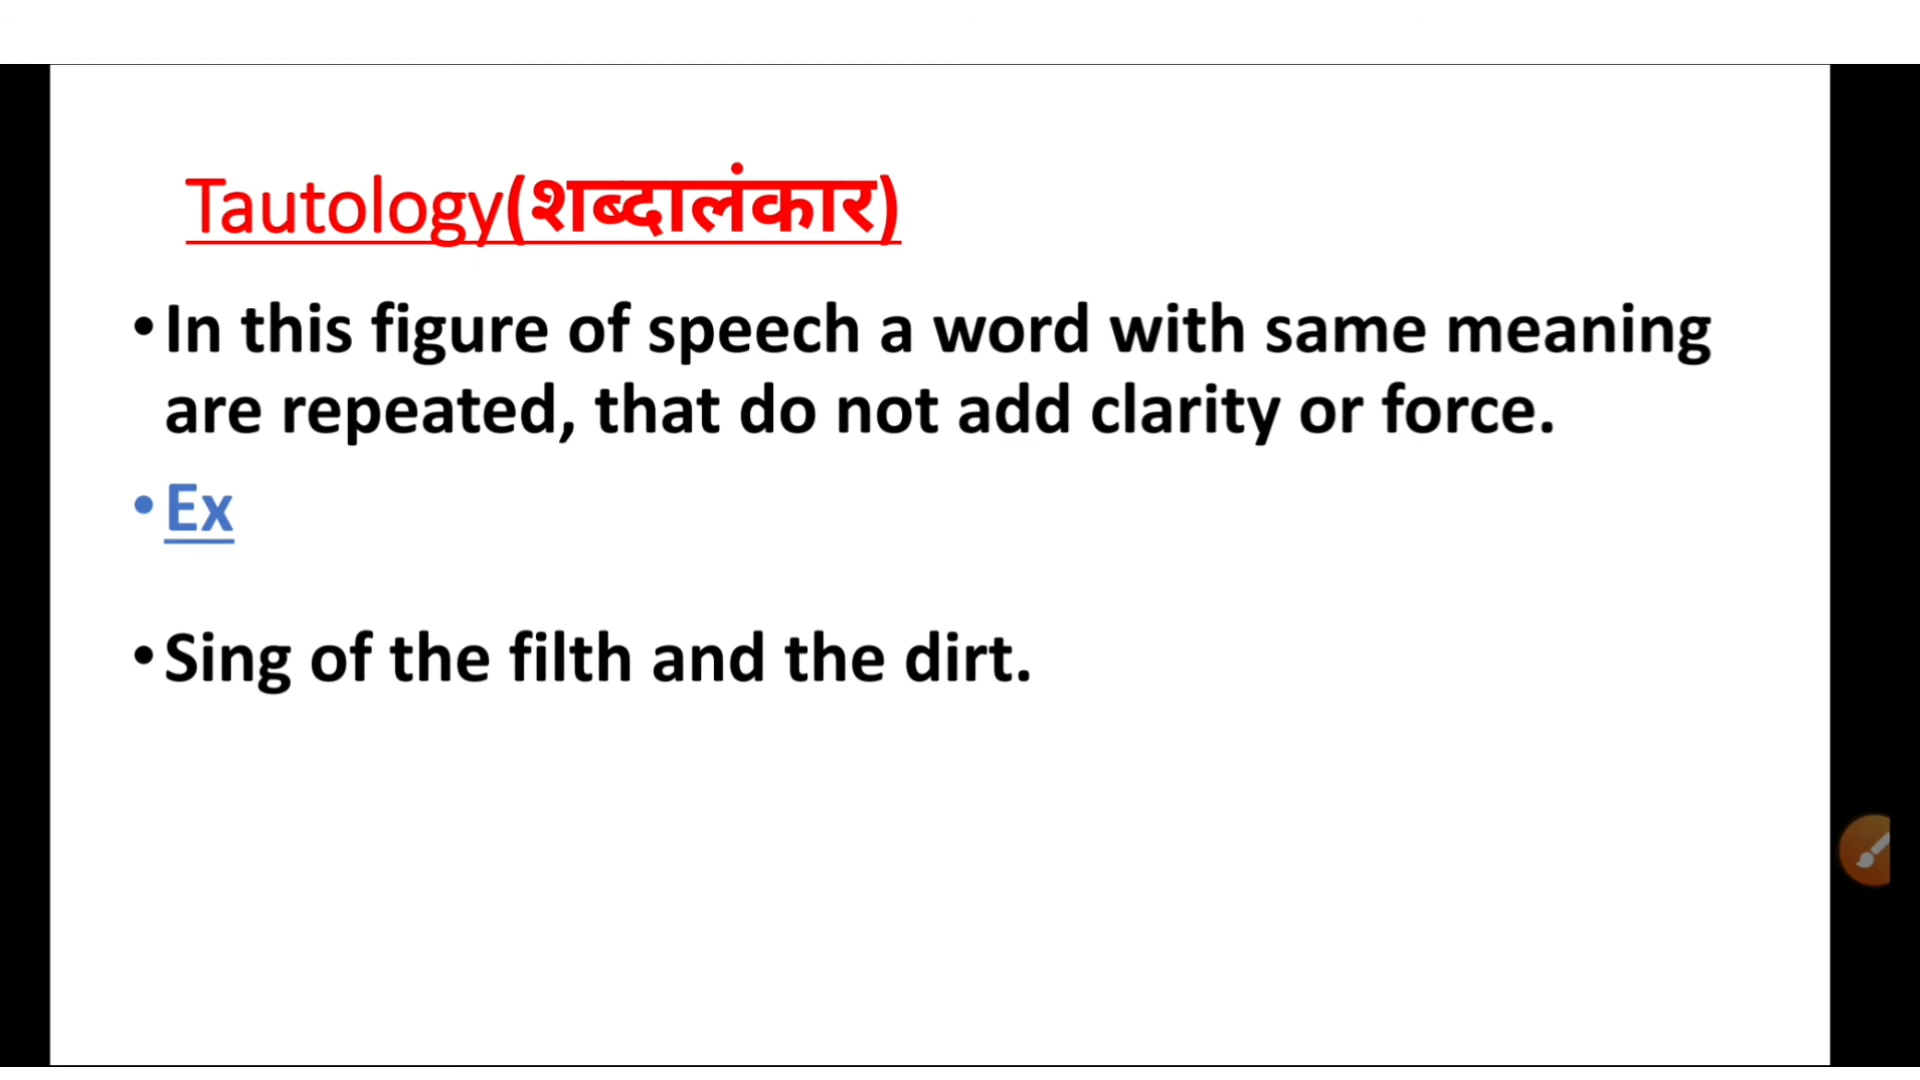 Tautology(शब्दालंकार)
•In this figure of speech a word with same meaning
are repeated, that do not add clarity or force.
•Ex
•Sing of the filth and the dirt.